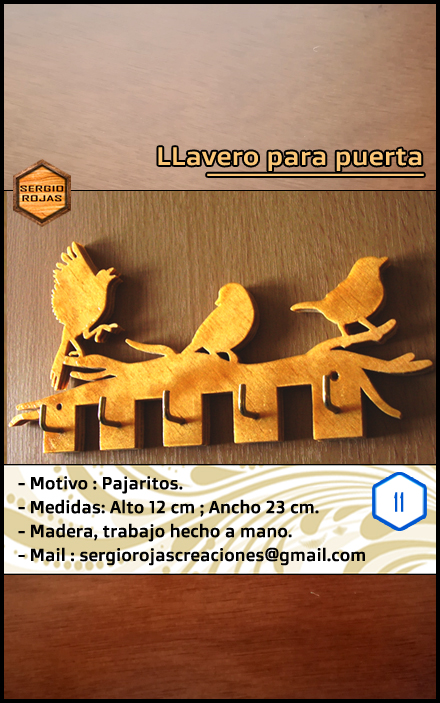 LLavero para puerta
SERGIO
ROJAS
- Motivo : Pajaritos.
- Medidas: Alto 12 cm ; Ancho 23 cm.
- Madera, trabajo hecho a mano.
- Mail : sergiorojascreaciones@gmail.com
11